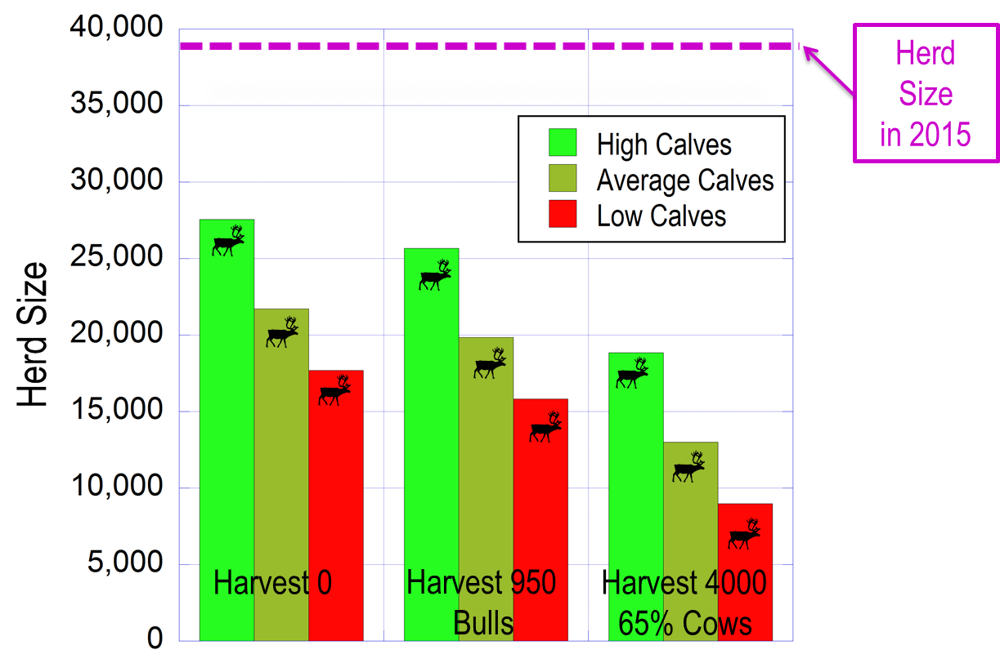 40,000
35,000
30,000
25,000
20,000
15,000
10,000
5,000
0
Herd Size
Herd
Size
in 2015
High Calves
Average Calves
Low Calves
Harvest 0
Harvest 950
Bulls
Harvest 4000
65% Cows